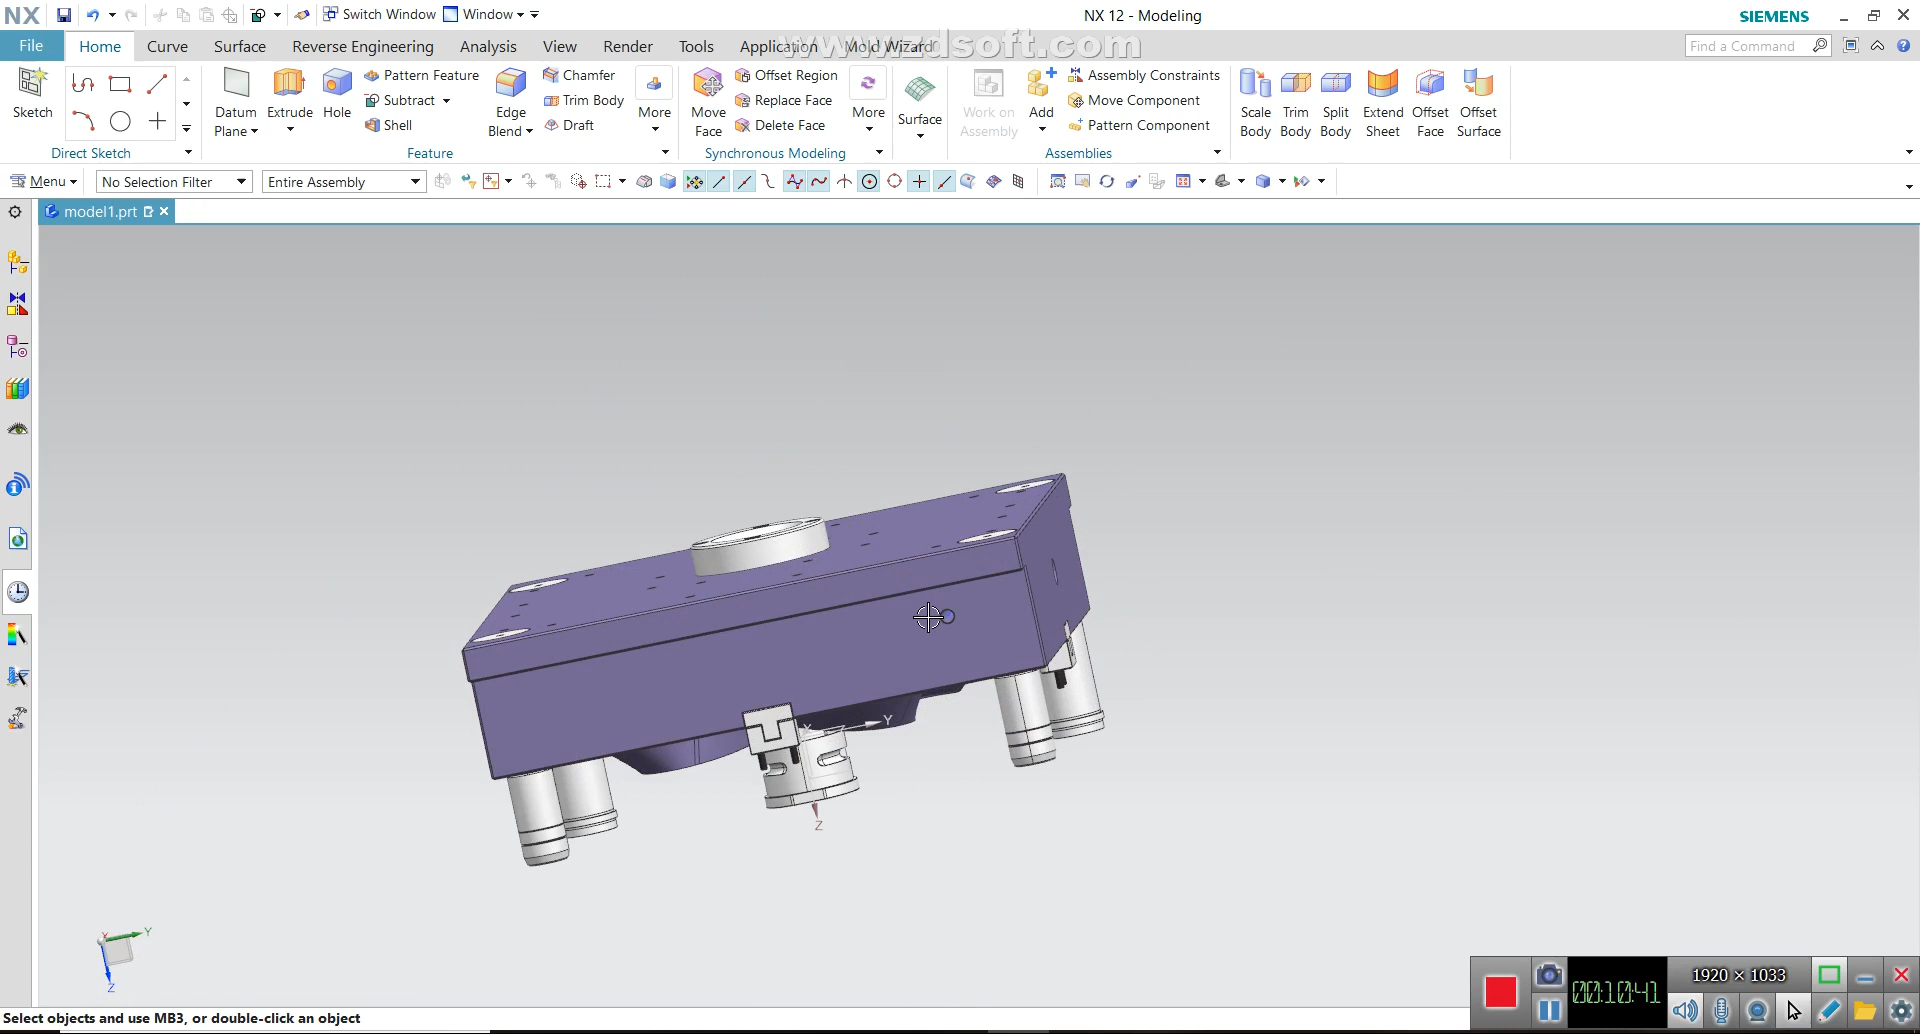 NX
Switch Window
Window
NX 12 - Modeling
SIEMENS
File
Home
Curve
Surface
Reverse Engineering
Analysis
View
Render
Tools
Application
Mold Wizard
www.zdsoft.com
Find a Command
Sketch
Datum Plane
Extrude
Hole
Pattern Feature
Subtract
Shell
Edge Blend
Chamfer
Trim Body
Draft
More
Move Face
Offset Region
Replace Face
Delete Face
More
Surface
Work on Assembly
Add
Assembly Constraints
Move Component
Pattern Component
Scale Body
Trim Body
Split Body
Extend Sheet
Offset Face
Offset Surface
Direct Sketch
Feature
Synchronous Modeling
Assemblies
Menu
No Selection Filter
Entire Assembly
model1.prt
X
Y
Z
X
Y
Z
1920 × 1033
00:10:41
Select objects and use MB3, or double-click an object